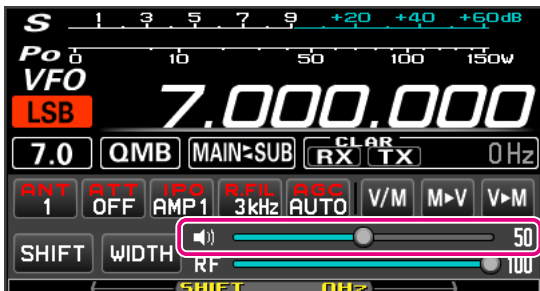 S 1 . 3 . 5 . 7 . 9 +20 +40 +60dB
Po 0 10 50 100 150W
VFO
LSB 7.000.000
7.0 QMB MAIN⇆SUB CLAR RX TX 0Hz
ANT 1 ATT OFF IPO AMP1 R.FIL 3kHz AGC AUTO V/M M▶V V▶M
SHIFT WIDTH 50
RF 100
SHIFT 0Hz